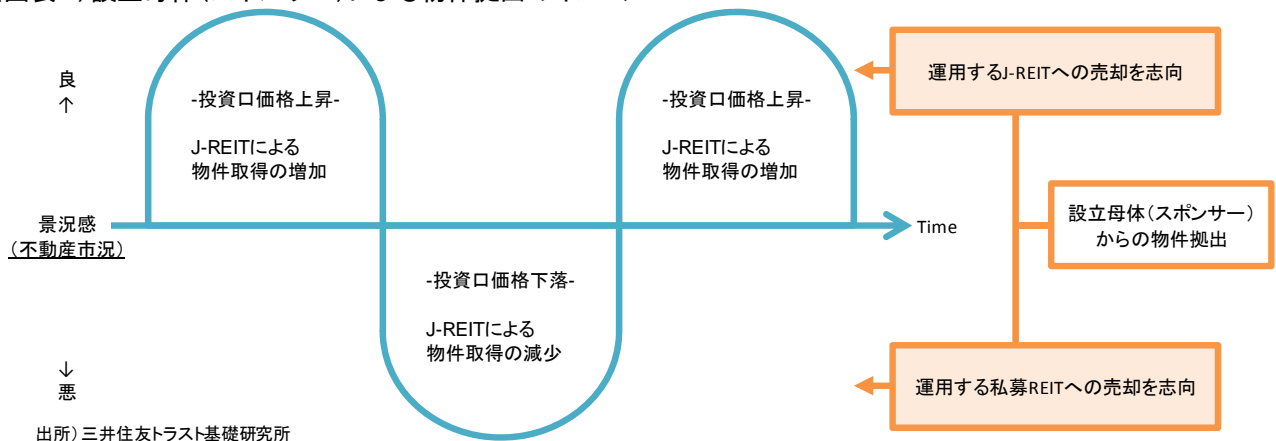 良
↑
-投資口価格上昇-
J-REITによる
物件取得の増加
-投資口価格上昇-
J-REITによる
物件取得の増加
運用するJ-REITへの売却を志向
景況感
(不動産市況)
Time
設立母体(スポンサー)
からの物件拠出
-投資口価格下落-
J-REITによる
物件取得の減少
↓
悪
運用する私募REITへの売却を志向
出所)三井住友トラスト基礎研究所